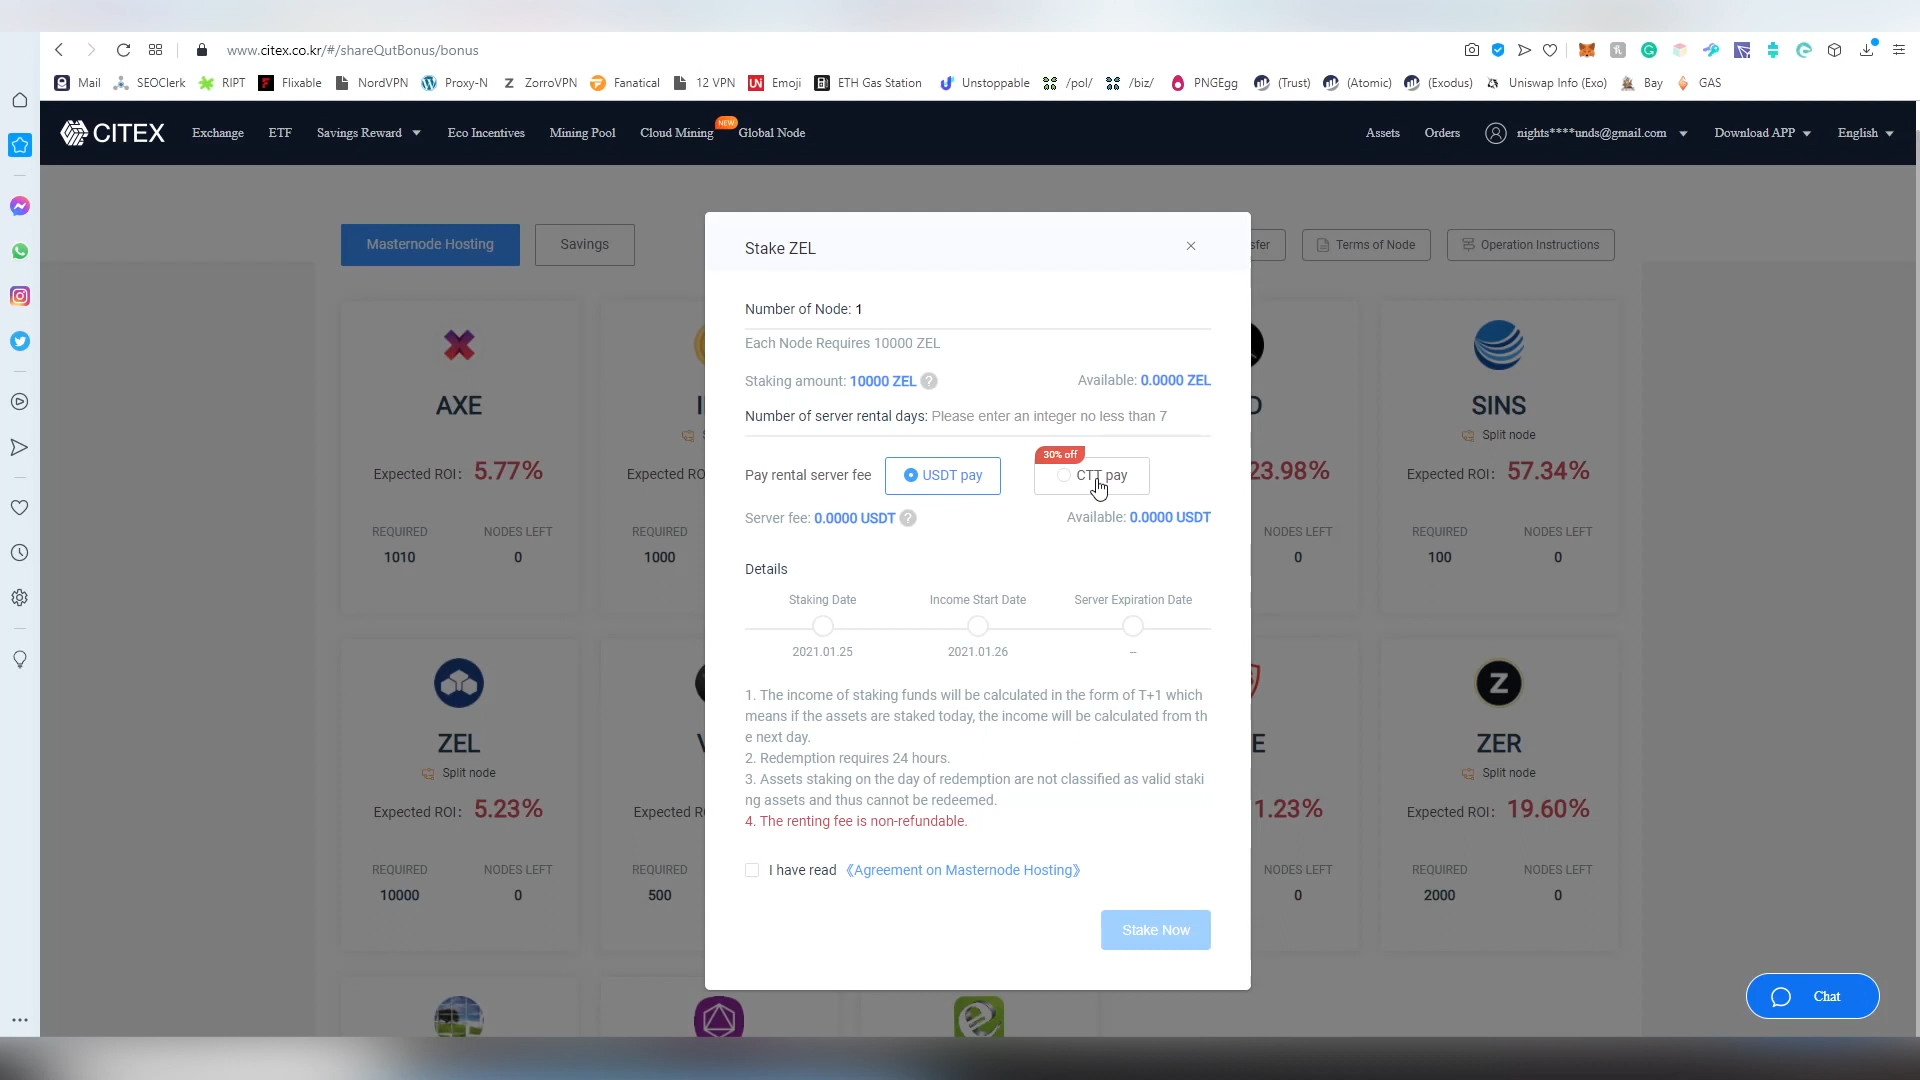 www.citex.co.kr/#/shareQutBonus/bonus
Mail SEOClerk RIPT Flixable NordVPN Proxy-N ZorroVPN Fanatical 12 VPN Emoji ETH Gas Station Unstoppable /pol/ /biz/ PNGEgg (Trust) (Atomic) (Exodus) Uniswap Info (Exo) Bay GAS
CITEX Exchange ETF Savings Reward Eco Incentives Mining Pool Cloud Mining NEW Global Node Assets Orders nights****unds@gmail.com Download APP English
Masternode Hosting Savings Terms of Node Operation Instructions
Stake ZEL
Number of Node: 1
Each Node Requires 10000 ZEL
Staking amount: 10000 ZEL ? Available: 0.0000 ZEL
Number of server rental days: Please enter an integer no less than 7
30% off
Pay rental server fee USDT pay CTT pay
Server fee: 0.0000 USDT ? Available: 0.0000 USDT
Details
Staking Date Income Start Date Server Expiration Date
2021.01.25 2021.01.26 --
1. The income of staking funds will be calculated in the form of T+1 which
means if the assets are staked today, the income will be calculated from th
e next day.
2. Redemption requires 24 hours.
3. Assets staking on the day of redemption are not classified as valid staki
ng assets and thus cannot be redeemed.
4. The renting fee is non-refundable.
I have read 《Agreement on Masternode Hosting》
Stake Now
AXE
Expected ROI: 5.77%
REQUIRED NODES LEFT
1010 0
REQUIRED
1000
23.98%
NODES LEFT
0
SINS
Split node
Expected ROI: 57.34%
REQUIRED NODES LEFT
100 0
ZEL
Split node
Expected ROI: 5.23%
REQUIRED NODES LEFT
10000 0
Expected
REQUIRED
500
1.23%
NODES LEFT
0
Z
ZER
Split node
Expected ROI: 19.60%
REQUIRED NODES LEFT
2000 0
Chat